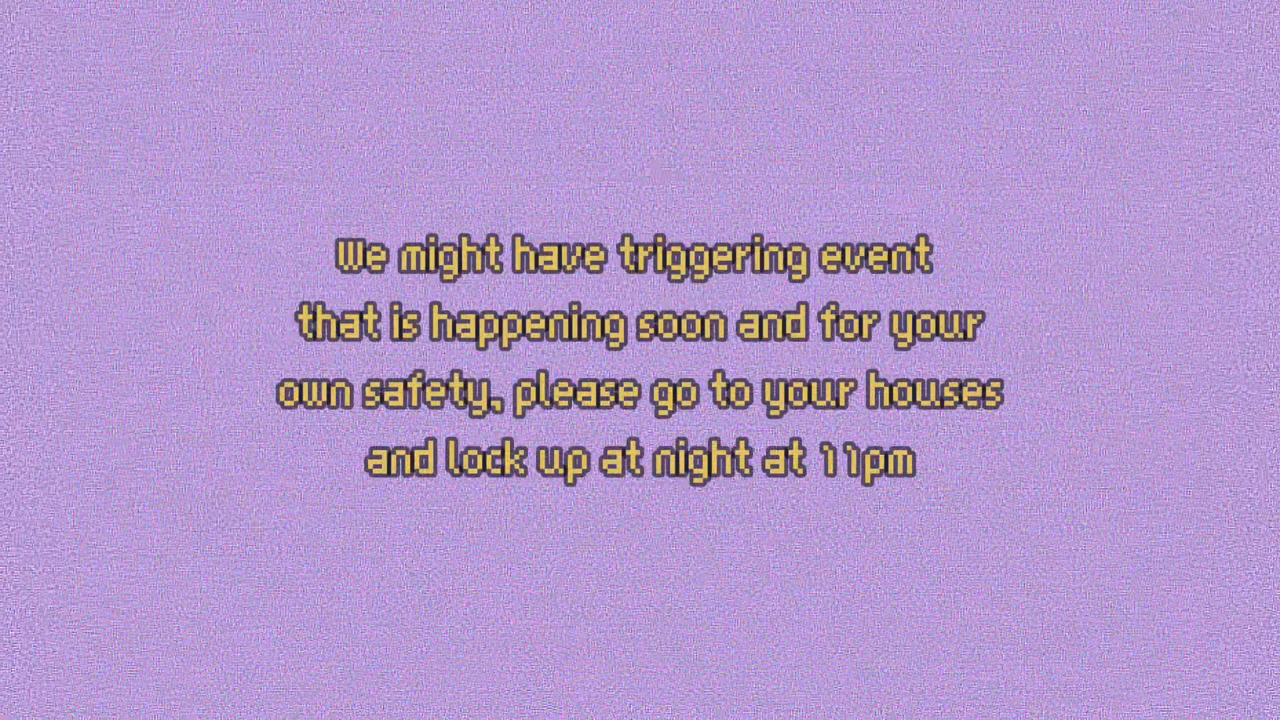 We might have triggering event
that is happening soon and for your
own safety, please go to your houses
and lock up at night at 11pm